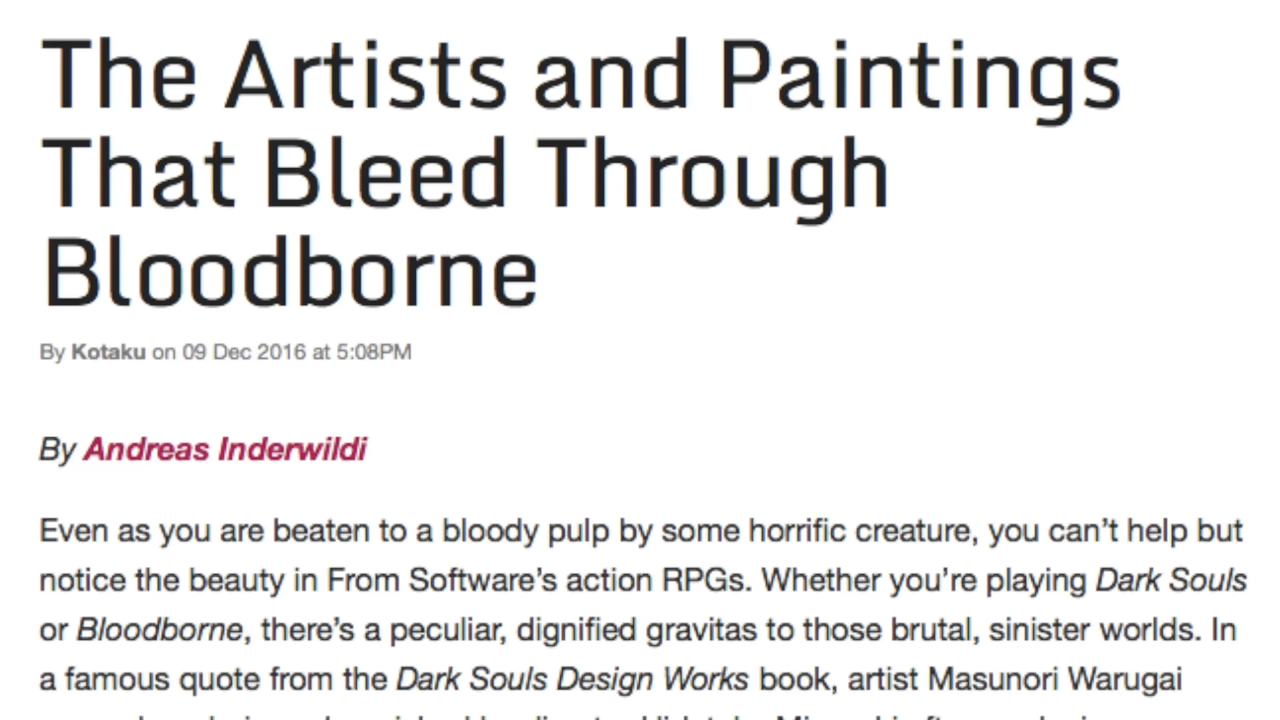 The Artists and Paintings
That Bleed Through
Bloodborne
By Kotaku on 09 Dec 2016 at 5:08PM
By Andreas Inderwildi
Even as you are beaten to a bloody pulp by some horrific creature, you can’t help but
notice the beauty in From Software’s action RPGs. Whether you’re playing Dark Souls
or Bloodborne, there’s a peculiar, dignified gravitas to those brutal, sinister worlds. In
a famous quote from the Dark Souls Design Works book, artist Masunori Warugai